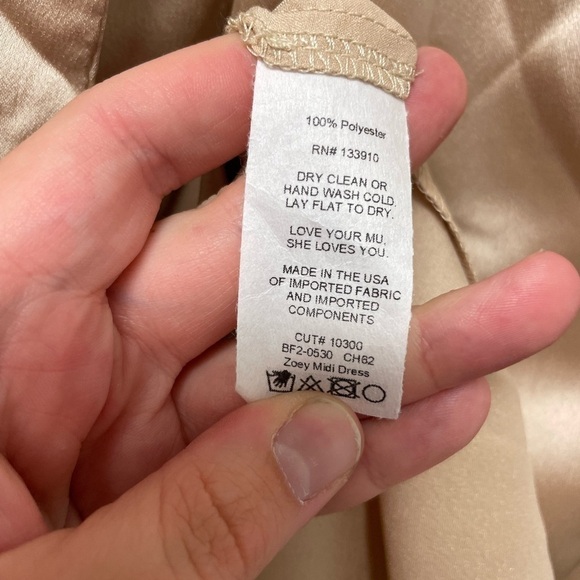 100% Polyester
RN# 133910
DRY CLEAN OR
HAND WASH COLD.
LAY FLAT TO DRY.
LOVE YOUR MU,
SHE LOVES YOU.
MADE IN THE USA
OF IMPORTED FABRIC
AND IMPORTED
COMPONENTS
CUT# 10300
BF2-0530 CH62
Zoey Midi Dress